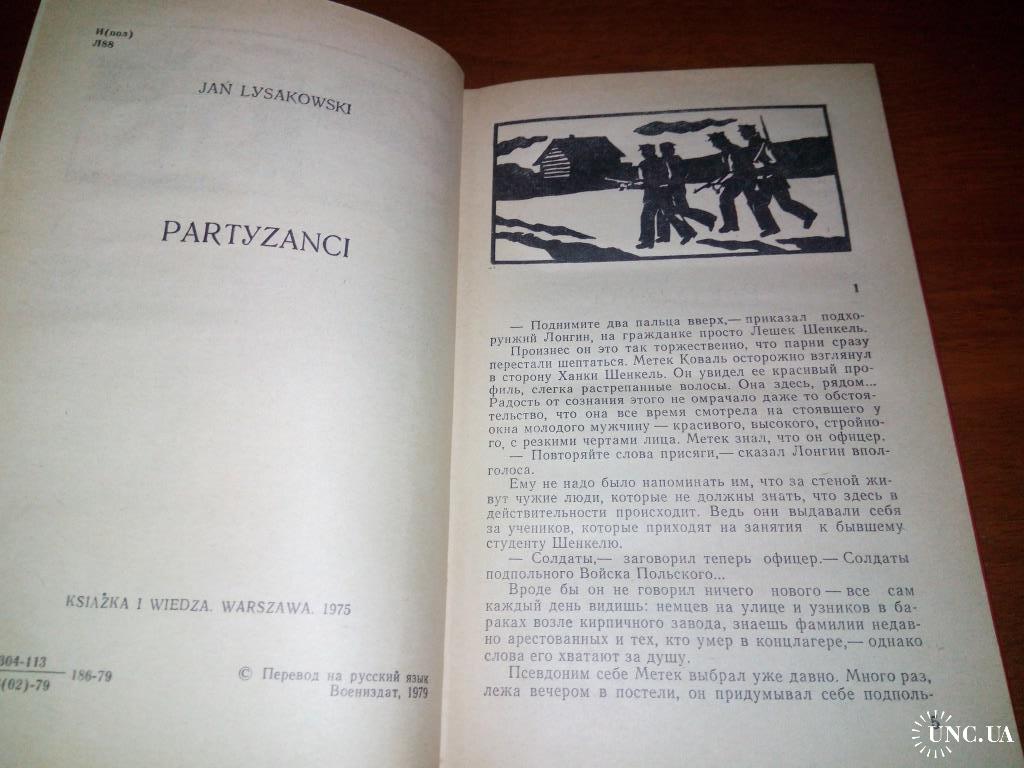 И(пол)
Л88
JAŃ LYSAKOWSKI
PARTYZANCI
KSIĄŻKA I WIEDZA. WARSZAWA. 1975
304-113
(02)-79
186-79
© Перевод на русский язык
Воениздат, 1979
1
— Поднимите два пальца вверх,— приказал подхо-
рунжий Лонгин, на гражданке просто Лешек Шенкель.
Произнес он это так торжественно, что парни сразу
перестали шептаться. Метек Коваль осторожно взглянул
в сторону Ханки Шенкель. Он увидел ее красивый про-
филь, слегка растрепанные волосы. Она здесь, рядом...
Радость от сознания этого не омрачало даже то обстоя-
тельство, что она все время смотрела на стоявшего у
окна молодого мужчину — красивого, высокого, стройно-
го, с резкими чертами лица. Метек знал, что он офицер.
— Повторяйте слова присяги,— сказал Лонгин впол-
голоса.
Ему не надо было напоминать им, что за стеной жи-
вут чужие люди, которые не должны знать, что здесь в
действительности происходит. Ведь они выдавали себя
за учеников, которые приходят на занятия к бывшему
студенту Шенкелю.
— Солдаты,— заговорил теперь офицер.— Солдаты
подпольного Войска Польского...
Вроде бы он не говорил ничего нового — все сам
каждый день видишь: немцев на улице и узников в ба-
раках возле кирпичного завода, знаешь фамилии недав-
но арестованных и тех, кто умер в концлагере,— однако
слова его хватают за душу.
Псевдоним себе Метек выбрал уже давно. Много раз,
лежа вечером в постели, он придумывал себе подполь-
5
UNC.UA